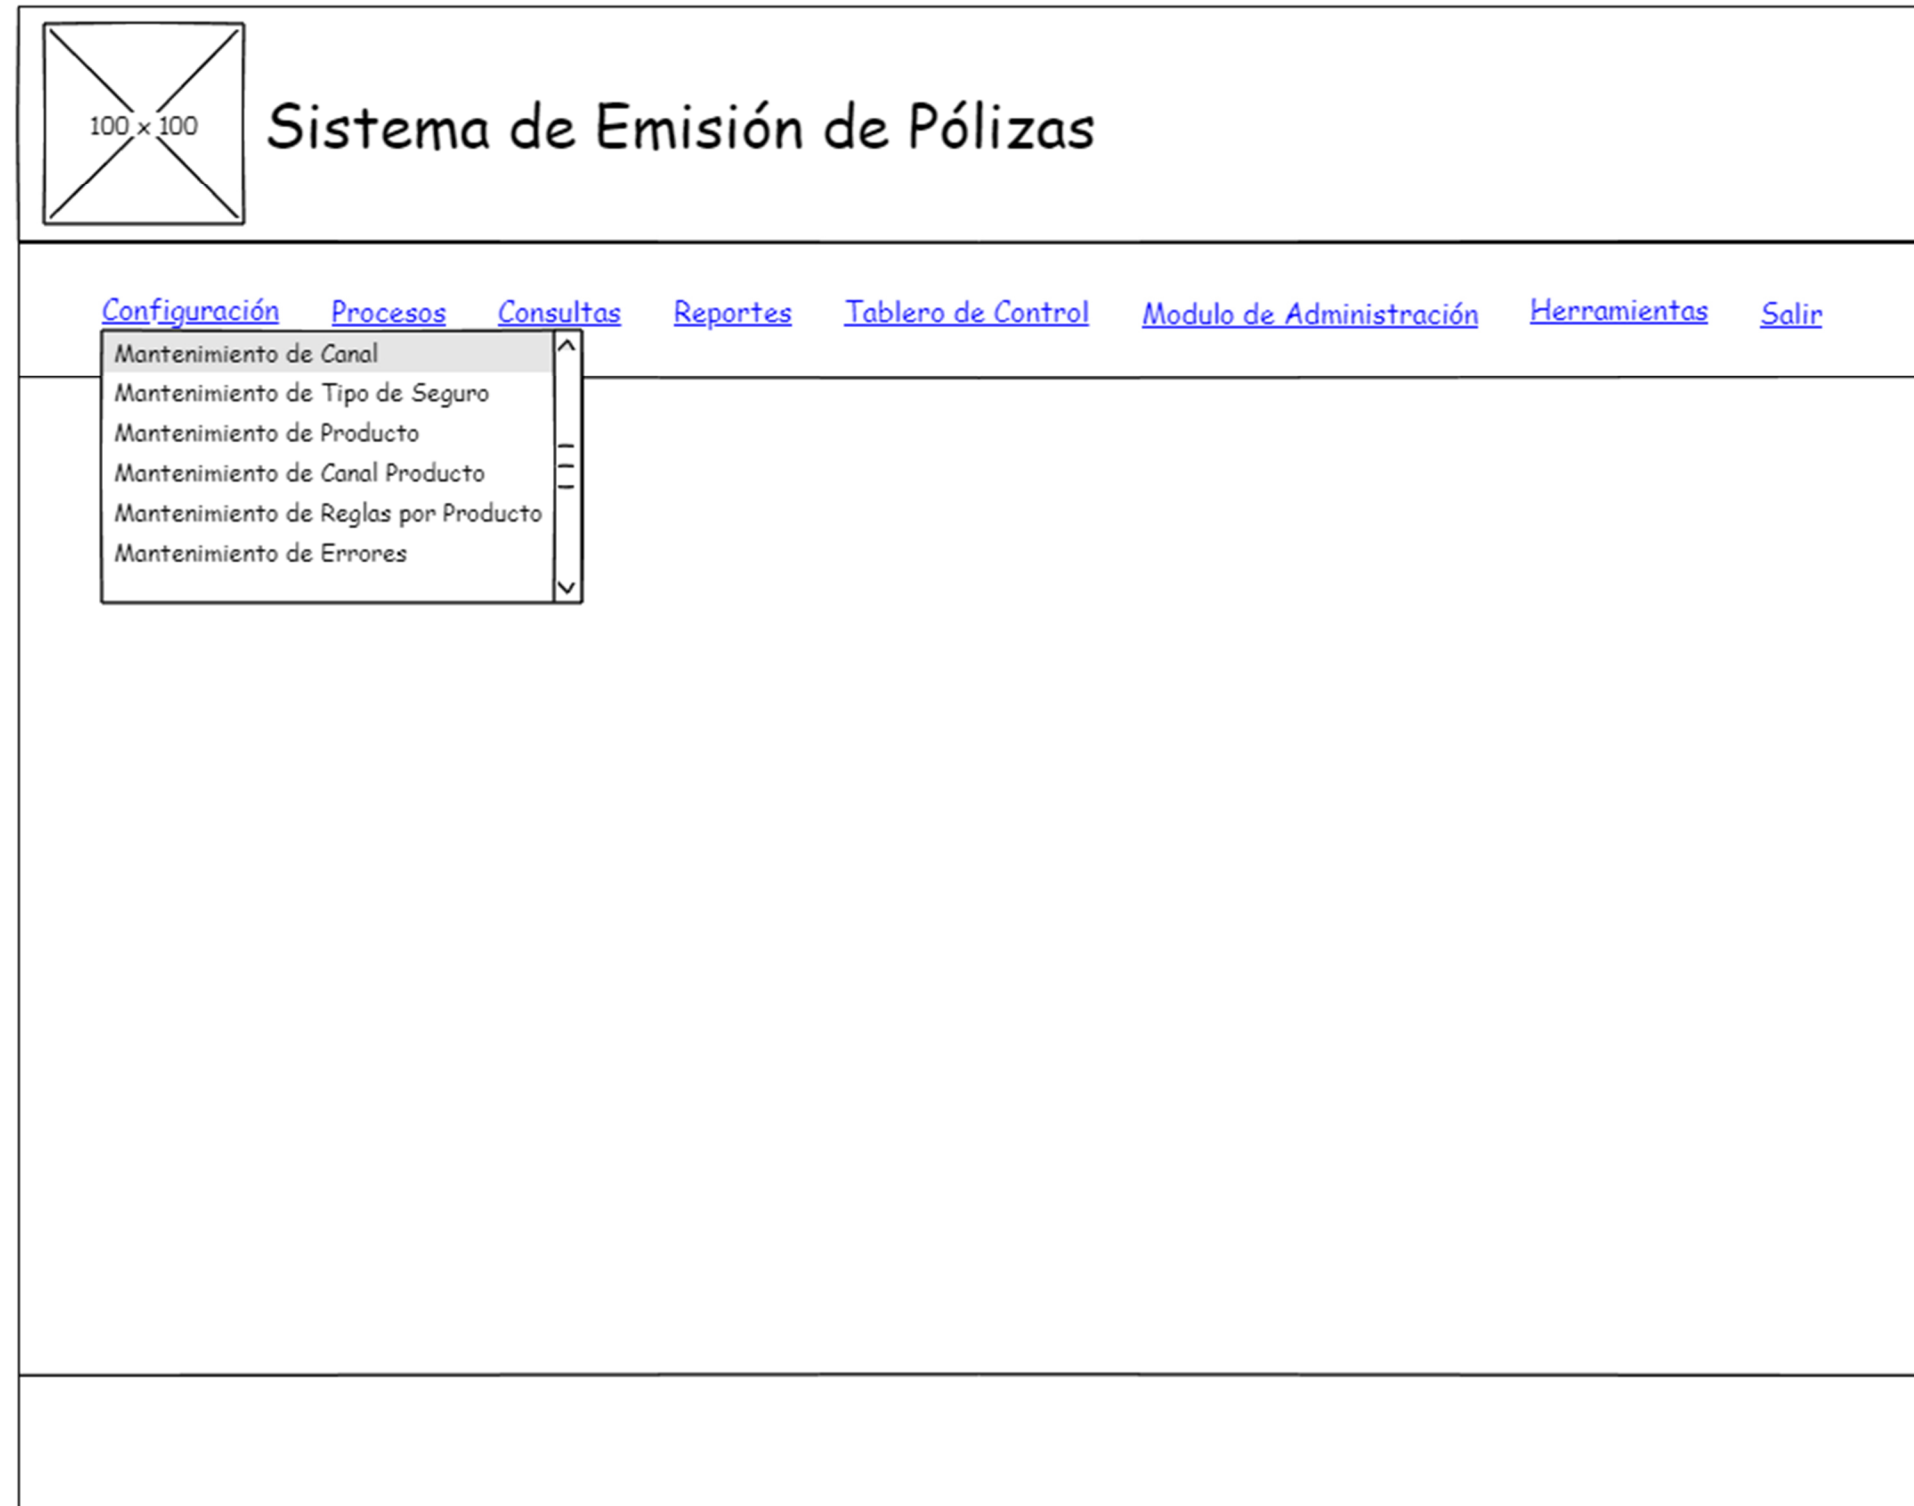 100 x 100
Sistema de Emisión de Pólizas
Configuración Procesos Consultas Reportes Tablero de Control Modulo de Administración Herramientas Salir
Mantenimiento de Canal
Mantenimiento de Tipo de Seguro
Mantenimiento de Producto
Mantenimiento de Canal Producto
Mantenimiento de Reglas por Producto
Mantenimiento de Errores